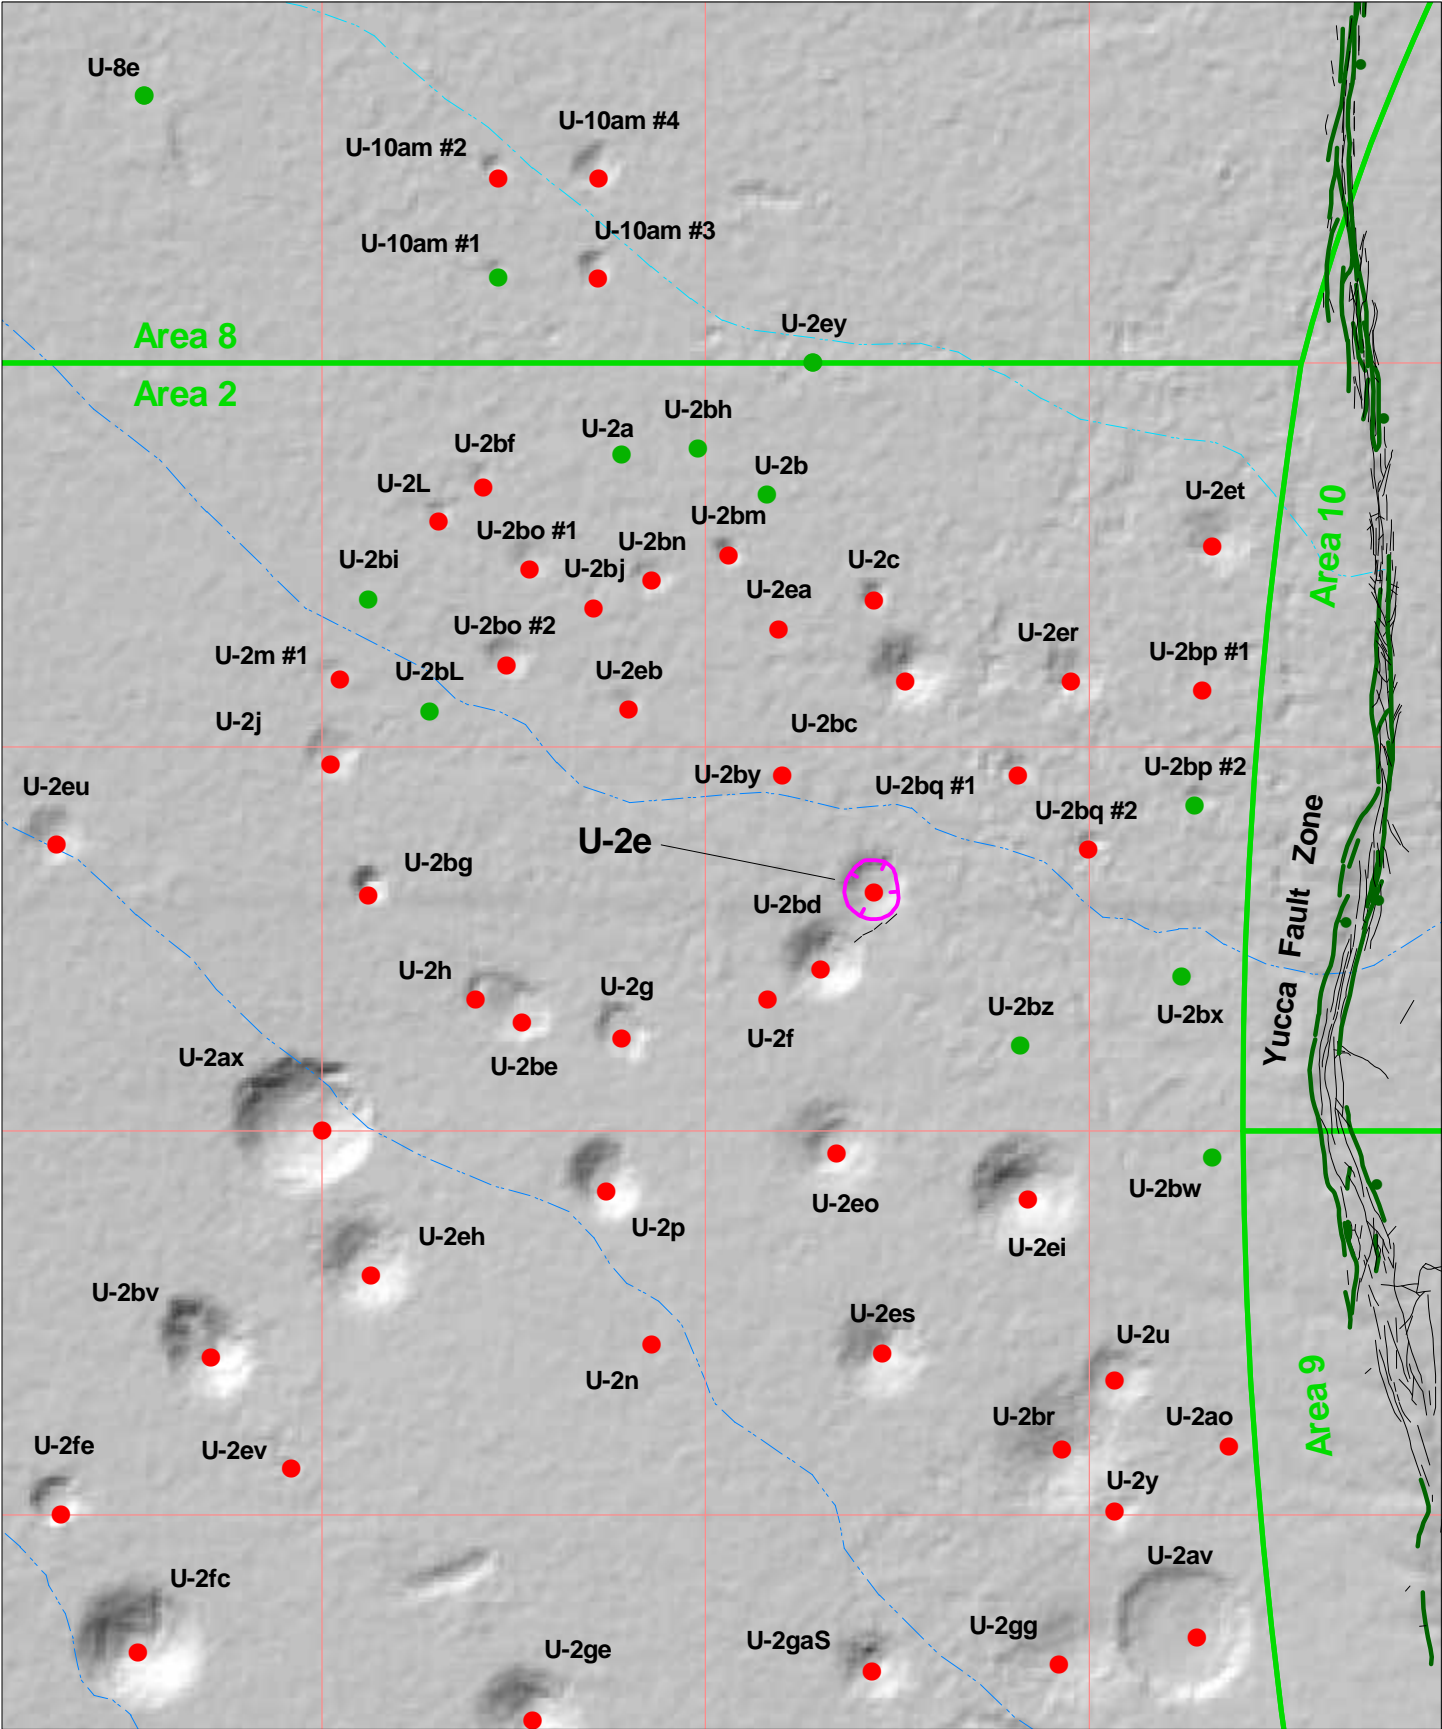 U-8e
U-10am #4
U-10am #2
U-10am #3
U-10am #1
U-2ey
Area 8
Area 2
U-2bh
U-2a
U-2bf
U-2b
U-2L
U-2et
U-2bm
U-2bo #1
U-2bn
Area 10
U-2bi
U-2bj
U-2c
U-2ea
U-2bo #2
U-2er
U-2m #1
U-2bp #1
U-2bL
U-2eb
U-2j
U-2bc
U-2bp #2
U-2by
U-2bq #1
U-2eu
U-2bq #2
U-2e
U-2bg
U-2bd
Yucca Fault Zone
U-2h
U-2g
U-2bz
U-2bx
U-2f
U-2ax
U-2be
U-2bw
U-2eo
U-2p
U-2eh
U-2ei
U-2bv
U-2es
U-2u
U-2n
Area 9
U-2br
U-2ao
U-2fe
U-2ev
U-2y
U-2av
U-2fc
U-2gg
U-2gaS
U-2ge